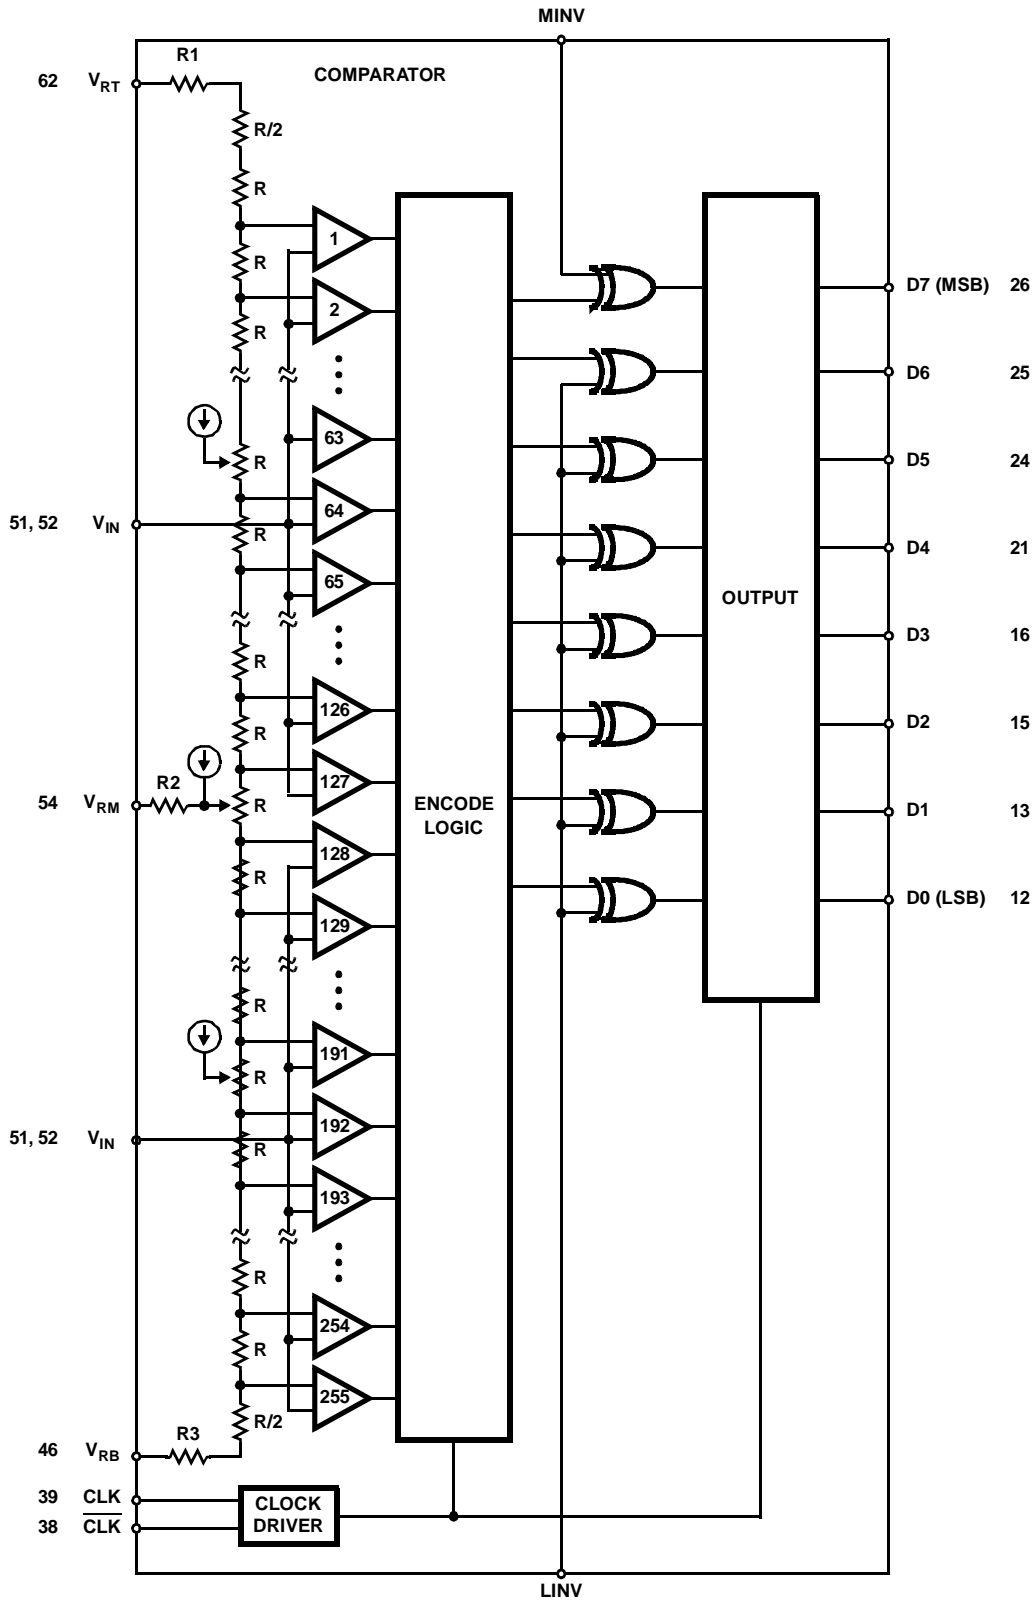 MINV
R1
COMPARATOR
62 VRT
R/2
R
1
R
2
R
63
R
64
51, 52 VIN
R
65
R
126
R
R2
127
54 VRM
R
128
R
129
R
191
R
192
51, 52 VIN
R
193
R
254
R
255
R/2
R3
46 VRB
39 CLK
38 CLK
CLOCK
DRIVER
ENCODE
LOGIC
OUTPUT
D7 (MSB) 26
D6 25
D5 24
D4 21
D3 16
D2 15
D1 13
D0 (LSB) 12
LINV